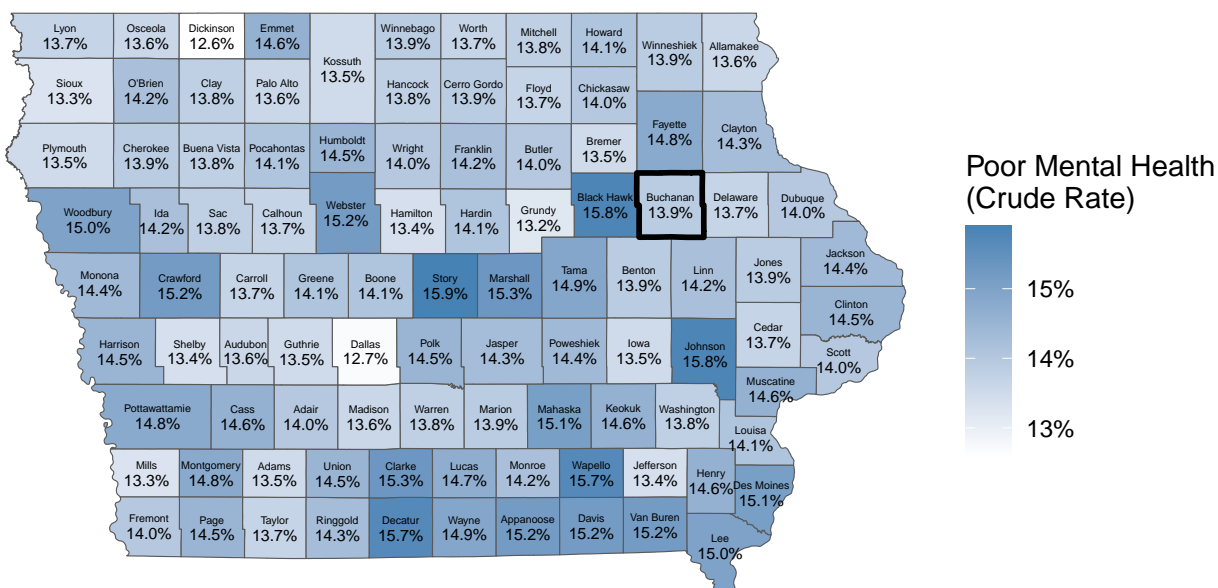 Lyon
13.7%
Osceola
13.6%
Dickinson
12.6%
Emmet
14.6%
Kossuth
13.5%
Winnebago
13.9%
Worth
13.7%
Mitchell
13.8%
Howard
14.1%
Winneshiek
13.9%
Allamakee
13.6%
Sioux
13.3%
O'Brien
14.2%
Clay
13.8%
Palo Alto
13.6%
Hancock
13.8%
Cerro Gordo
13.9%
Floyd
13.7%
Chickasaw
14.0%
Plymouth
13.5%
Cherokee
13.9%
Buena Vista
13.8%
Pocahontas
14.1%
Humboldt
14.5%
Wright
14.0%
Franklin
14.2%
Butler
14.0%
Bremer
13.5%
Fayette
14.8%
Clayton
14.3%
Woodbury
15.0%
Ida
14.2%
Sac
13.8%
Calhoun
13.7%
Webster
15.2%
Hamilton
13.4%
Hardin
14.1%
Grundy
13.2%
Black Hawk
15.8%
Buchanan
13.9%
Delaware
13.7%
Dubuque
14.0%
Monona
14.4%
Crawford
15.2%
Carroll
13.7%
Greene
14.1%
Boone
14.1%
Story
15.9%
Marshall
15.3%
Tama
14.9%
Benton
13.9%
Linn
14.2%
Jones
13.9%
Jackson
14.4%
Clinton
14.5%
Harrison
14.5%
Shelby
13.4%
Audubon
13.6%
Guthrie
13.5%
Dallas
12.7%
Polk
14.5%
Jasper
14.3%
Poweshiek
14.4%
Iowa
13.5%
Johnson
15.8%
Cedar
13.7%
Scott
14.0%
Muscatine
14.6%
Pottawattamie
14.8%
Cass
14.6%
Adair
14.0%
Madison
13.6%
Warren
13.8%
Marion
13.9%
Mahaska
15.1%
Keokuk
14.6%
Washington
13.8%
Louisa
14.1%
Mills
13.3%
Montgomery
14.8%
Adams
13.5%
Union
14.5%
Clarke
15.3%
Lucas
14.7%
Monroe
14.2%
Wapello
15.7%
Jefferson
13.4%
Henry
14.6%
Des Moines
15.1%
Fremont
14.0%
Page
14.5%
Taylor
13.7%
Ringgold
14.3%
Decatur
15.7%
Wayne
14.9%
Appanoose
15.2%
Davis
15.2%
Van Buren
15.2%
Lee
15.0%
Poor Mental Health
(Crude Rate)
15%
14%
13%